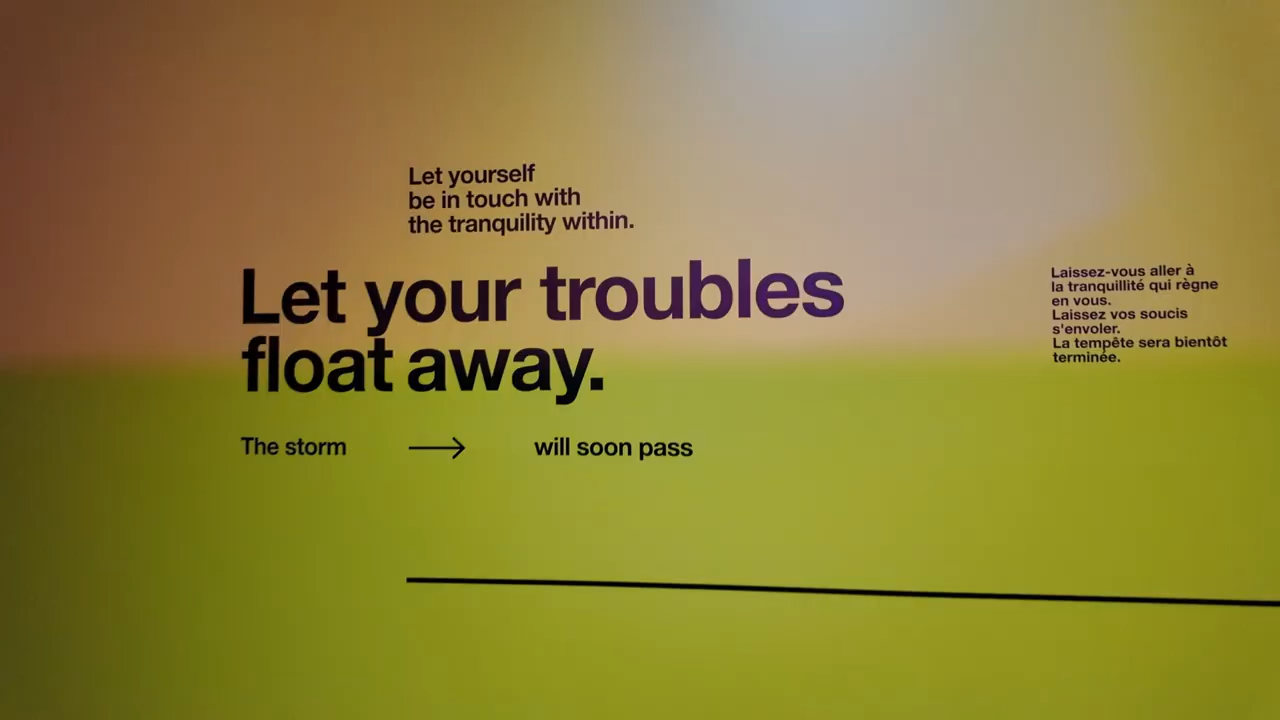 Let yourself
be in touch with
the tranquility within.
Let your troubles
float away.
The storm → will soon pass
Laissez-vous aller à
la tranquillité qui règne
en vous.
Laissez vos soucis
s'envoler.
La tempête sera bientôt
terminée.